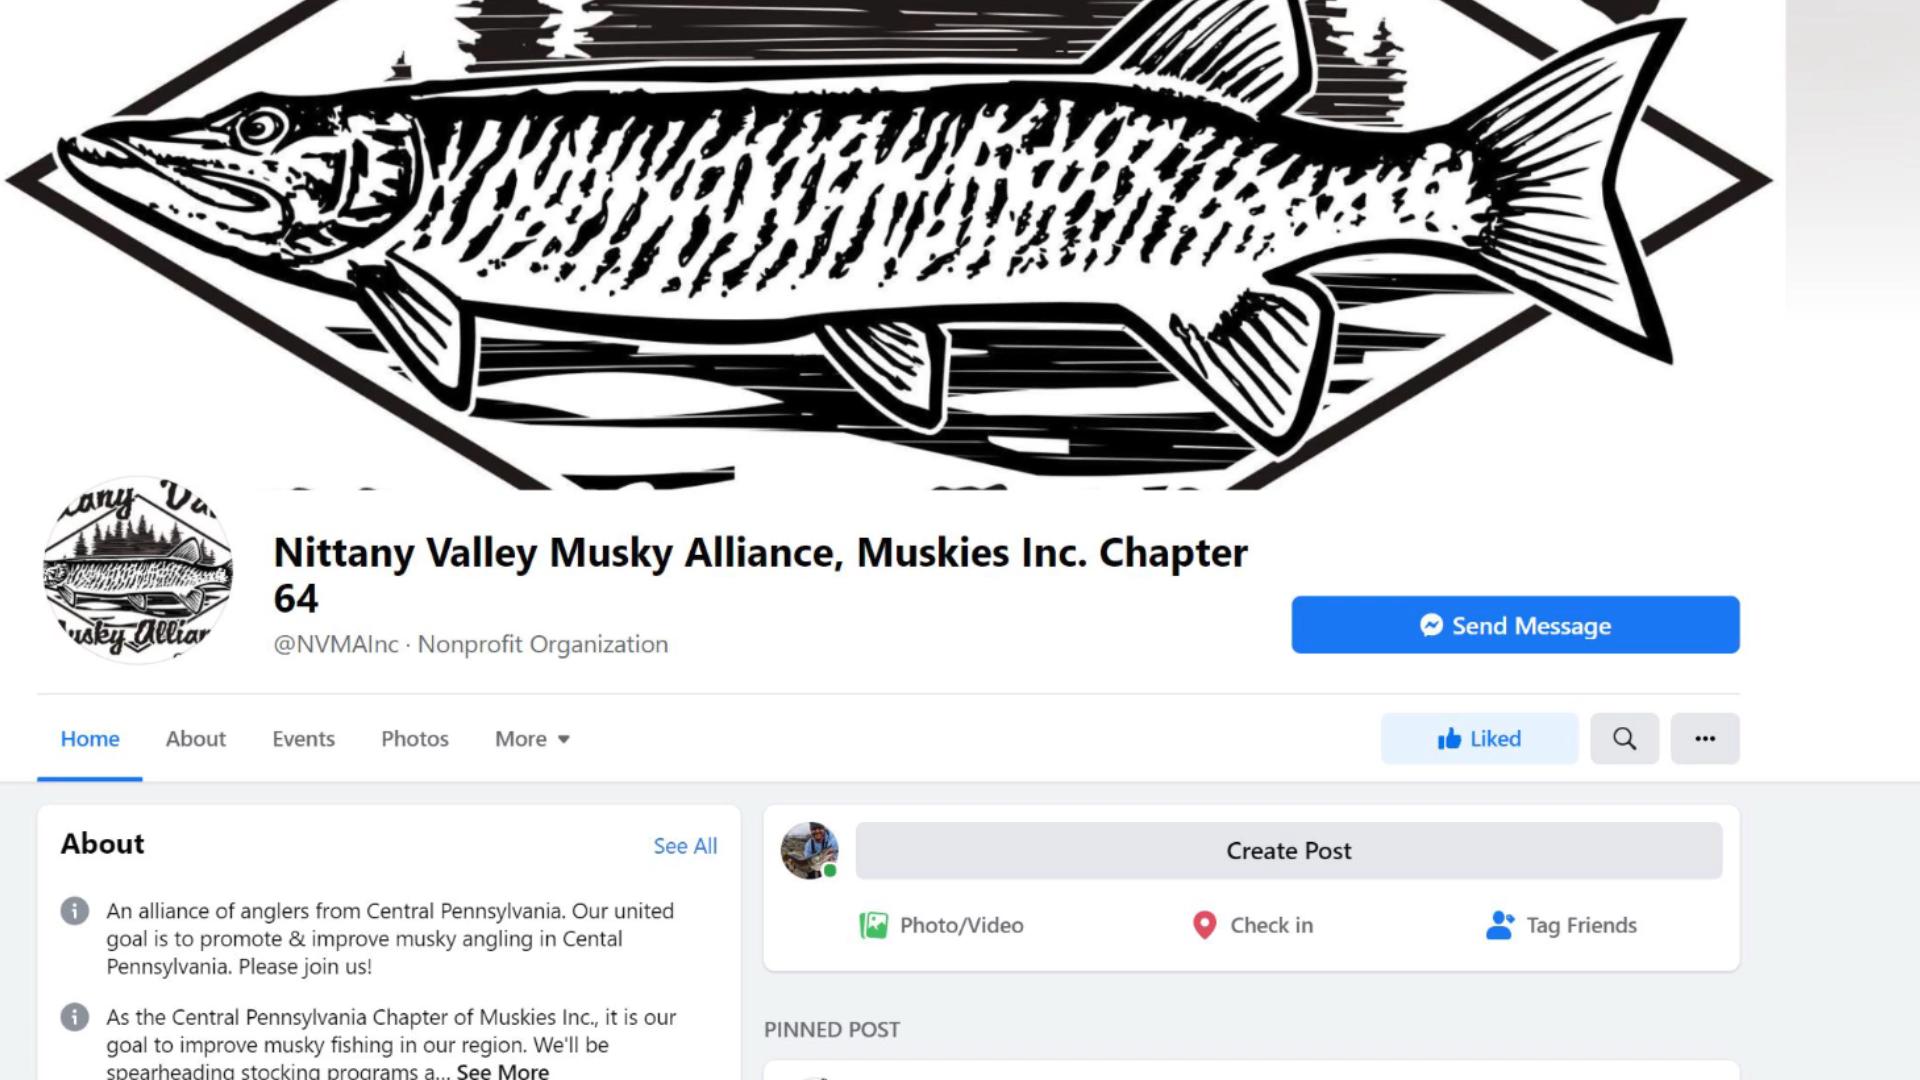 Nittany Valley Musky Alliance, Muskies Inc. Chapter
64
@NVMAInc · Nonprofit Organization
Send Message
Home
About
Events
Photos
More
Liked
About
See All
An alliance of anglers from Central Pennsylvania. Our united
goal is to promote & improve musky angling in Cental
Pennsylvania. Please join us!
As the Central Pennsylvania Chapter of Muskies Inc., it is our
goal to improve musky fishing in our region. We'll be
spearheading stocking programs a... See More
Create Post
Photo/Video
Check in
Tag Friends
PINNED POST